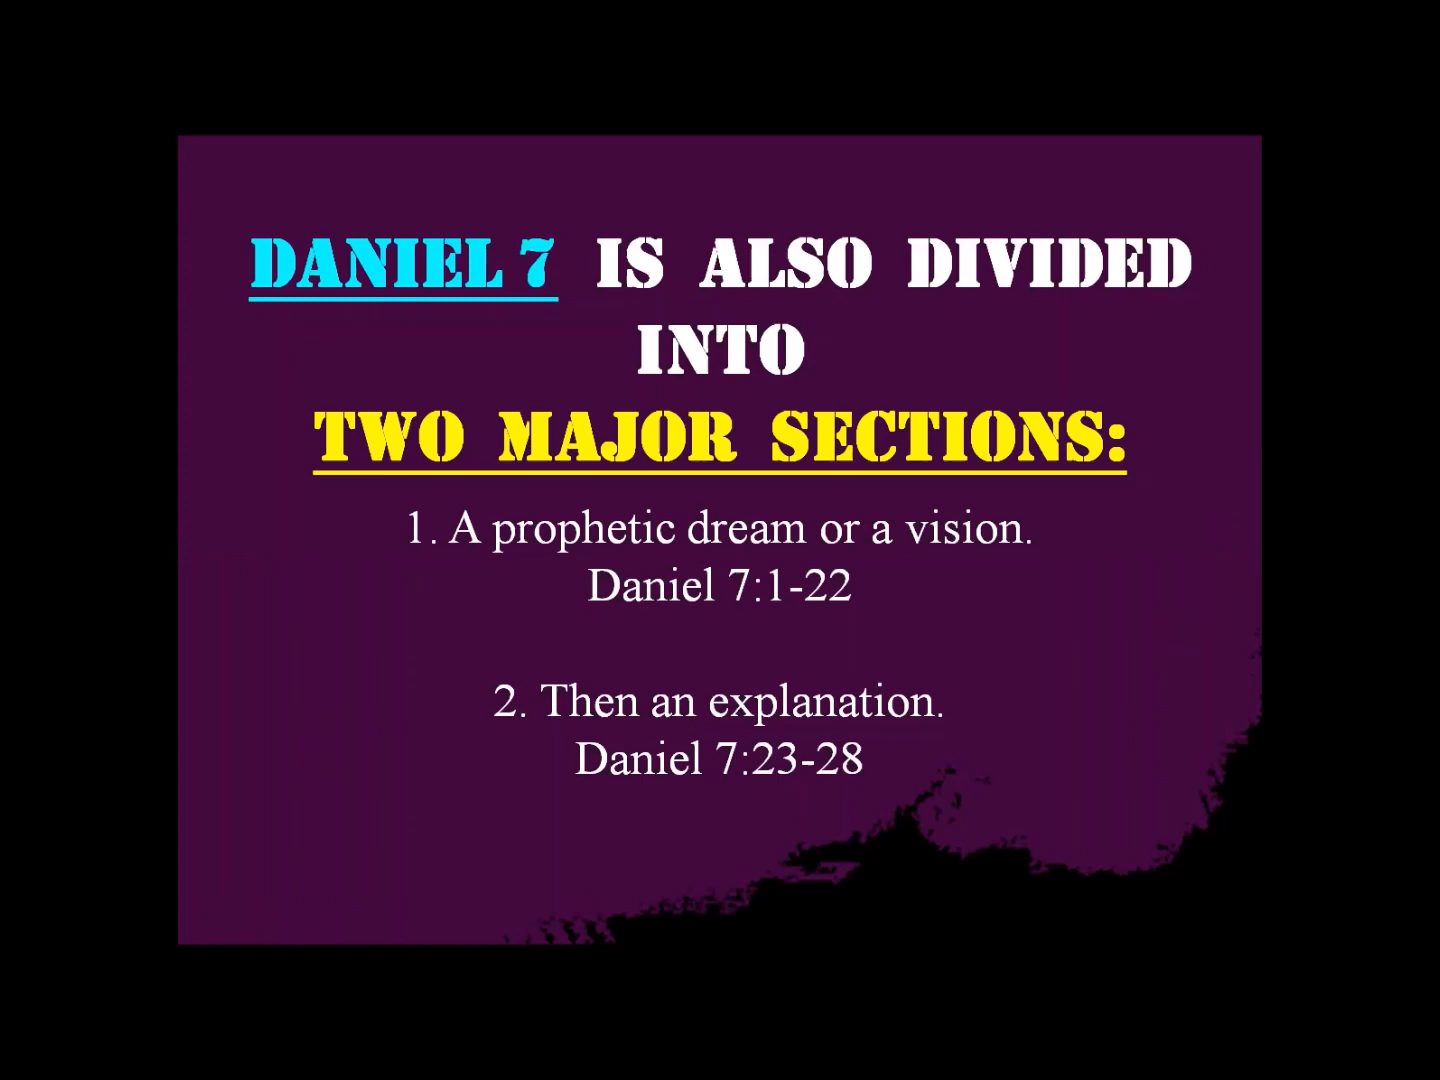 DANIEL 7 IS ALSO DIVIDED
INTO
TWO MAJOR SECTIONS:
1. A prophetic dream or a vision.
Daniel 7:1-22
2. Then an explanation.
Daniel 7:23-28